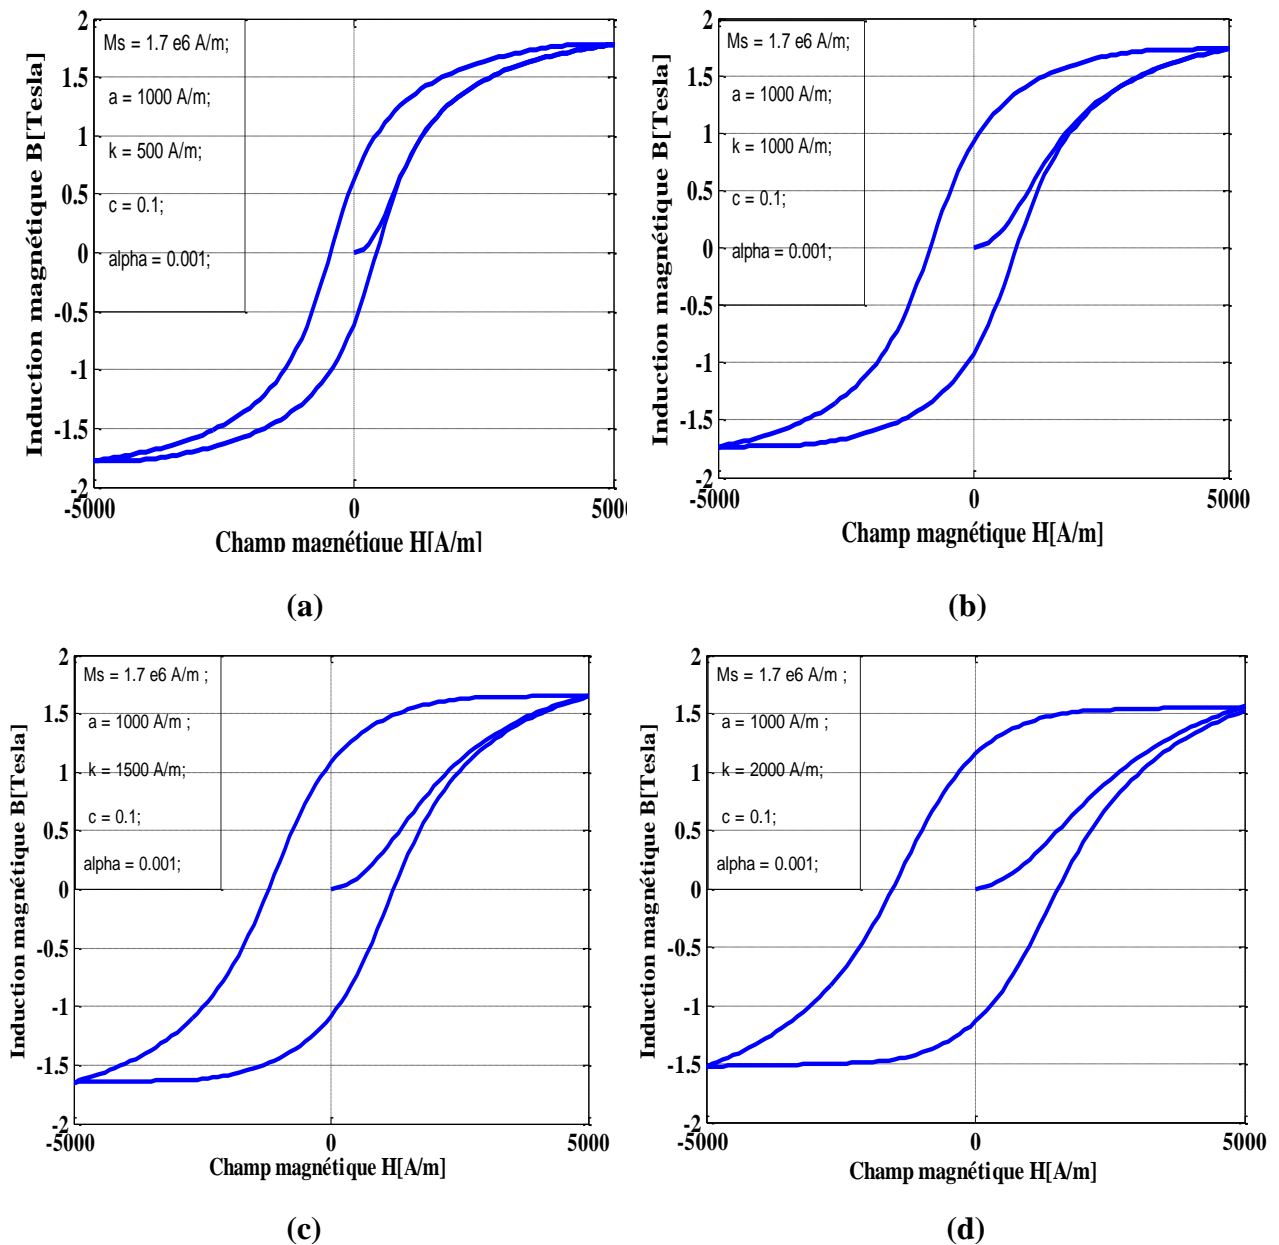 2
1.5
1
0.5
0
-0.5
-1
-1.5
-2
Induction magnétique B[Tesla]
Ms = 1.7 e6 A/m;
a = 1000 A/m;
k = 500 A/m;
c = 0.1;
alpha = 0.001;
-5000 0 5000
Champ magnétique H[A/m]
(a)
2
1.5
1
0.5
0
-0.5
-1
-1.5
-2
Induction magnétique B[Tesla]
Ms = 1.7 e6 A/m;
a = 1000 A/m;
k = 1000 A/m;
c = 0.1;
alpha = 0.001;
-5000 0 5000
Champ magnétique H[A/m]
(b)
2
1.5
1
0.5
0
-0.5
-1
-1.5
-2
Induction magnétique B[Tesla]
Ms = 1.7 e6 A/m ;
a = 1000 A/m ;
k = 1500 A/m;
c = 0.1;
alpha = 0.001;
-5000 0 5000
Champ magnétique H[A/m]
(c)
2
1.5
1
0.5
0
-0.5
-1
-1.5
-2
Induction magnétique B[Tesla]
Ms = 1.7 e6 A/m ;
a = 1000 A/m ;
k = 2000 A/m;
c = 0.1;
alpha = 0.001;
-5000 0 5000
Champ magnétique H[A/m]
(d)